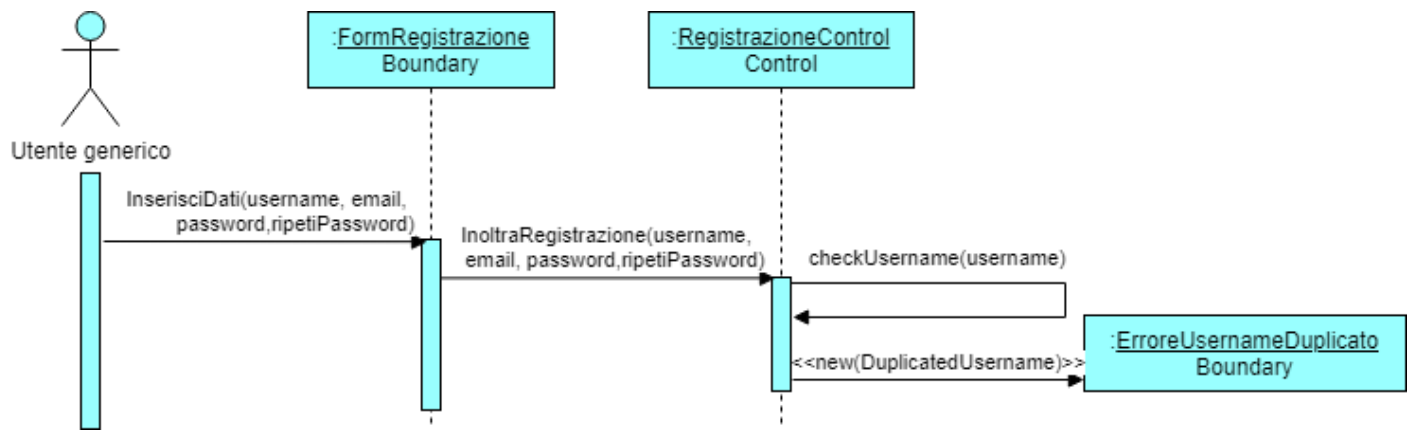 :FormRegistrazione
Boundary
:RegistrazioneControl
Control
Utente generico
InserisciDati(username, email,
password,ripetiPassword)
InoltraRegistrazione(username,
email, password,ripetiPassword)
checkUsername(username)
:ErroreUsernameDuplicato
Boundary
<<new(DuplicatedUsername)>>